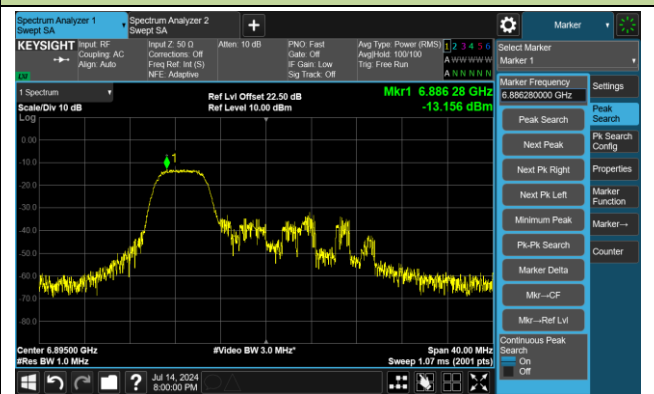 Spectrum Analyzer 1
Swept SA
Spectrum Analyzer 2
Swept SA
Marker
KEYSIGHT
Input: RF
Coupling: AC
Align: Auto
Input Z: 50 Ω
Corrections: Off
Freq Ref: Int (S)
NFE: Adaptive
Atten: 10 dB
PNO: Fast
Gate: Off
IF Gain: Low
Sig Track: Off
Avg Type: Power (RMS)
Avg|Hold: 100/100
Trig: Free Run
1 2 3 4 5 6
A W W W W W
A N N N N N
LXI
Select Marker
Marker 1
1 Spectrum
Scale/Div 10 dB
Log
Ref Lvl Offset 22.50 dB
Ref Level 10.00 dBm
Mkr1 6.886 28 GHz
-13.156 dBm
1
0.00
-10.0
-20.0
-30.0
-40.0
-50.0
-60.0
-70.0
-80.0
Center 6.89500 GHz
#Res BW 1.0 MHz
#Video BW 3.0 MHz*
Span 40.00 MHz
Sweep 1.07 ms (2001 pts)
Marker Frequency
6.886280000 GHz
Peak Search
Next Peak
Next Pk Right
Next Pk Left
Minimum Peak
Pk-Pk Search
Marker Delta
Mkr→CF
Mkr→Ref Lvl
Continuous Peak
Search
On
Off
Settings
Peak
Search
Pk Search
Config
Properties
Marker
Function
Marker→
Counter
?
Jul 14, 2024
8:00:00 PM